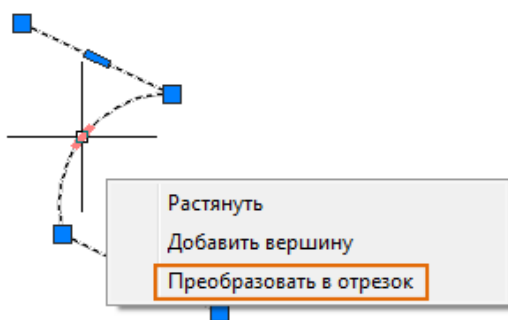 Растянуть
Добавить вершину
Преобразовать в отрезок